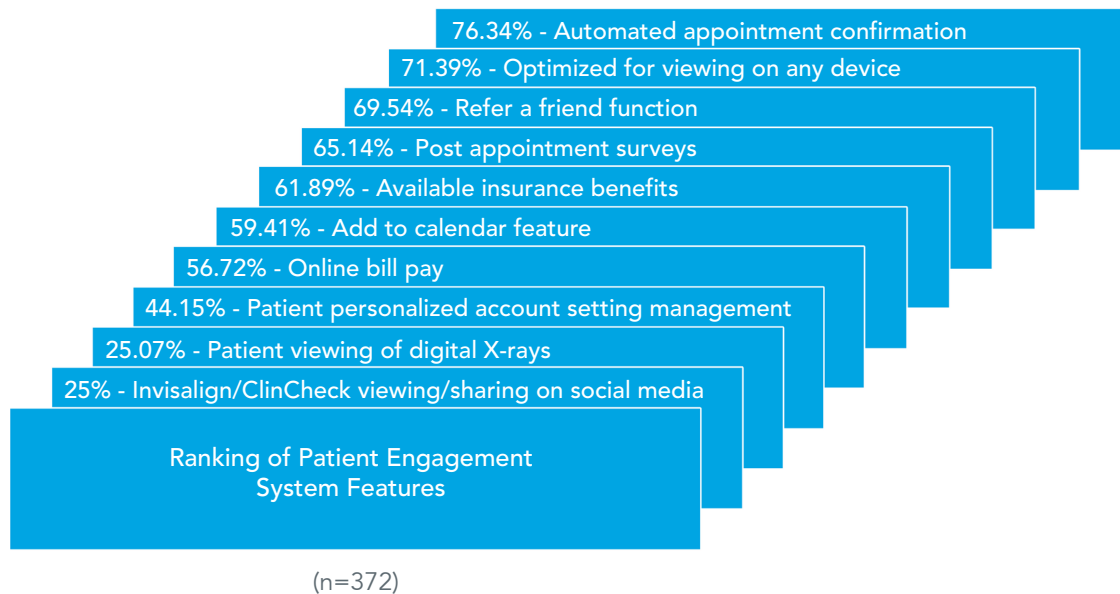 76.34% - Automated appointment confirmation
71.39% - Optimized for viewing on any device
69.54% - Refer a friend function
65.14% - Post appointment surveys
61.89% - Available insurance benefits
59.41% - Add to calendar feature
56.72% - Online bill pay
44.15% - Patient personalized account setting management
25.07% - Patient viewing of digital X-rays
25% - Invisalign/ClinCheck viewing/sharing on social media
Ranking of Patient Engagement
System Features
(n=372)